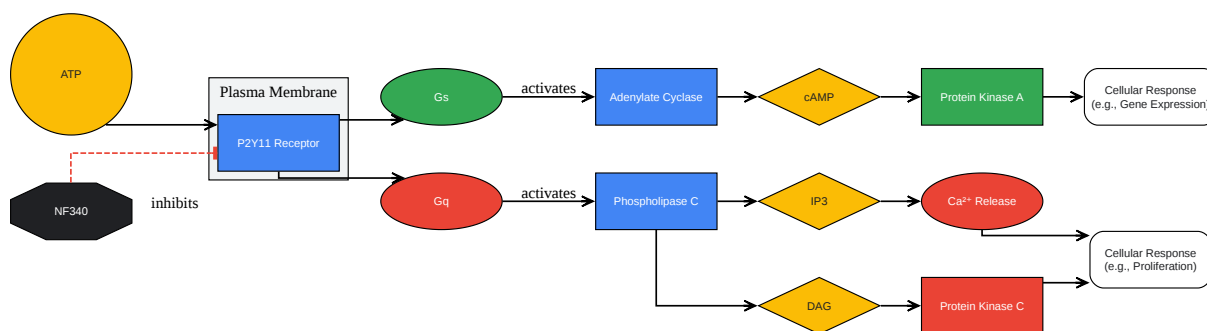 ATP
Plasma Membrane
P2Y11 Receptor
NF340
inhibits
Gs
activates
Adenylate Cyclase
cAMP
Protein Kinase A
Cellular Response
(e.g., Gene Expression)
Gq
activates
Phospholipase C
IP3
Ca²⁺ Release
DAG
Protein Kinase C
Cellular Response
(e.g., Proliferation)